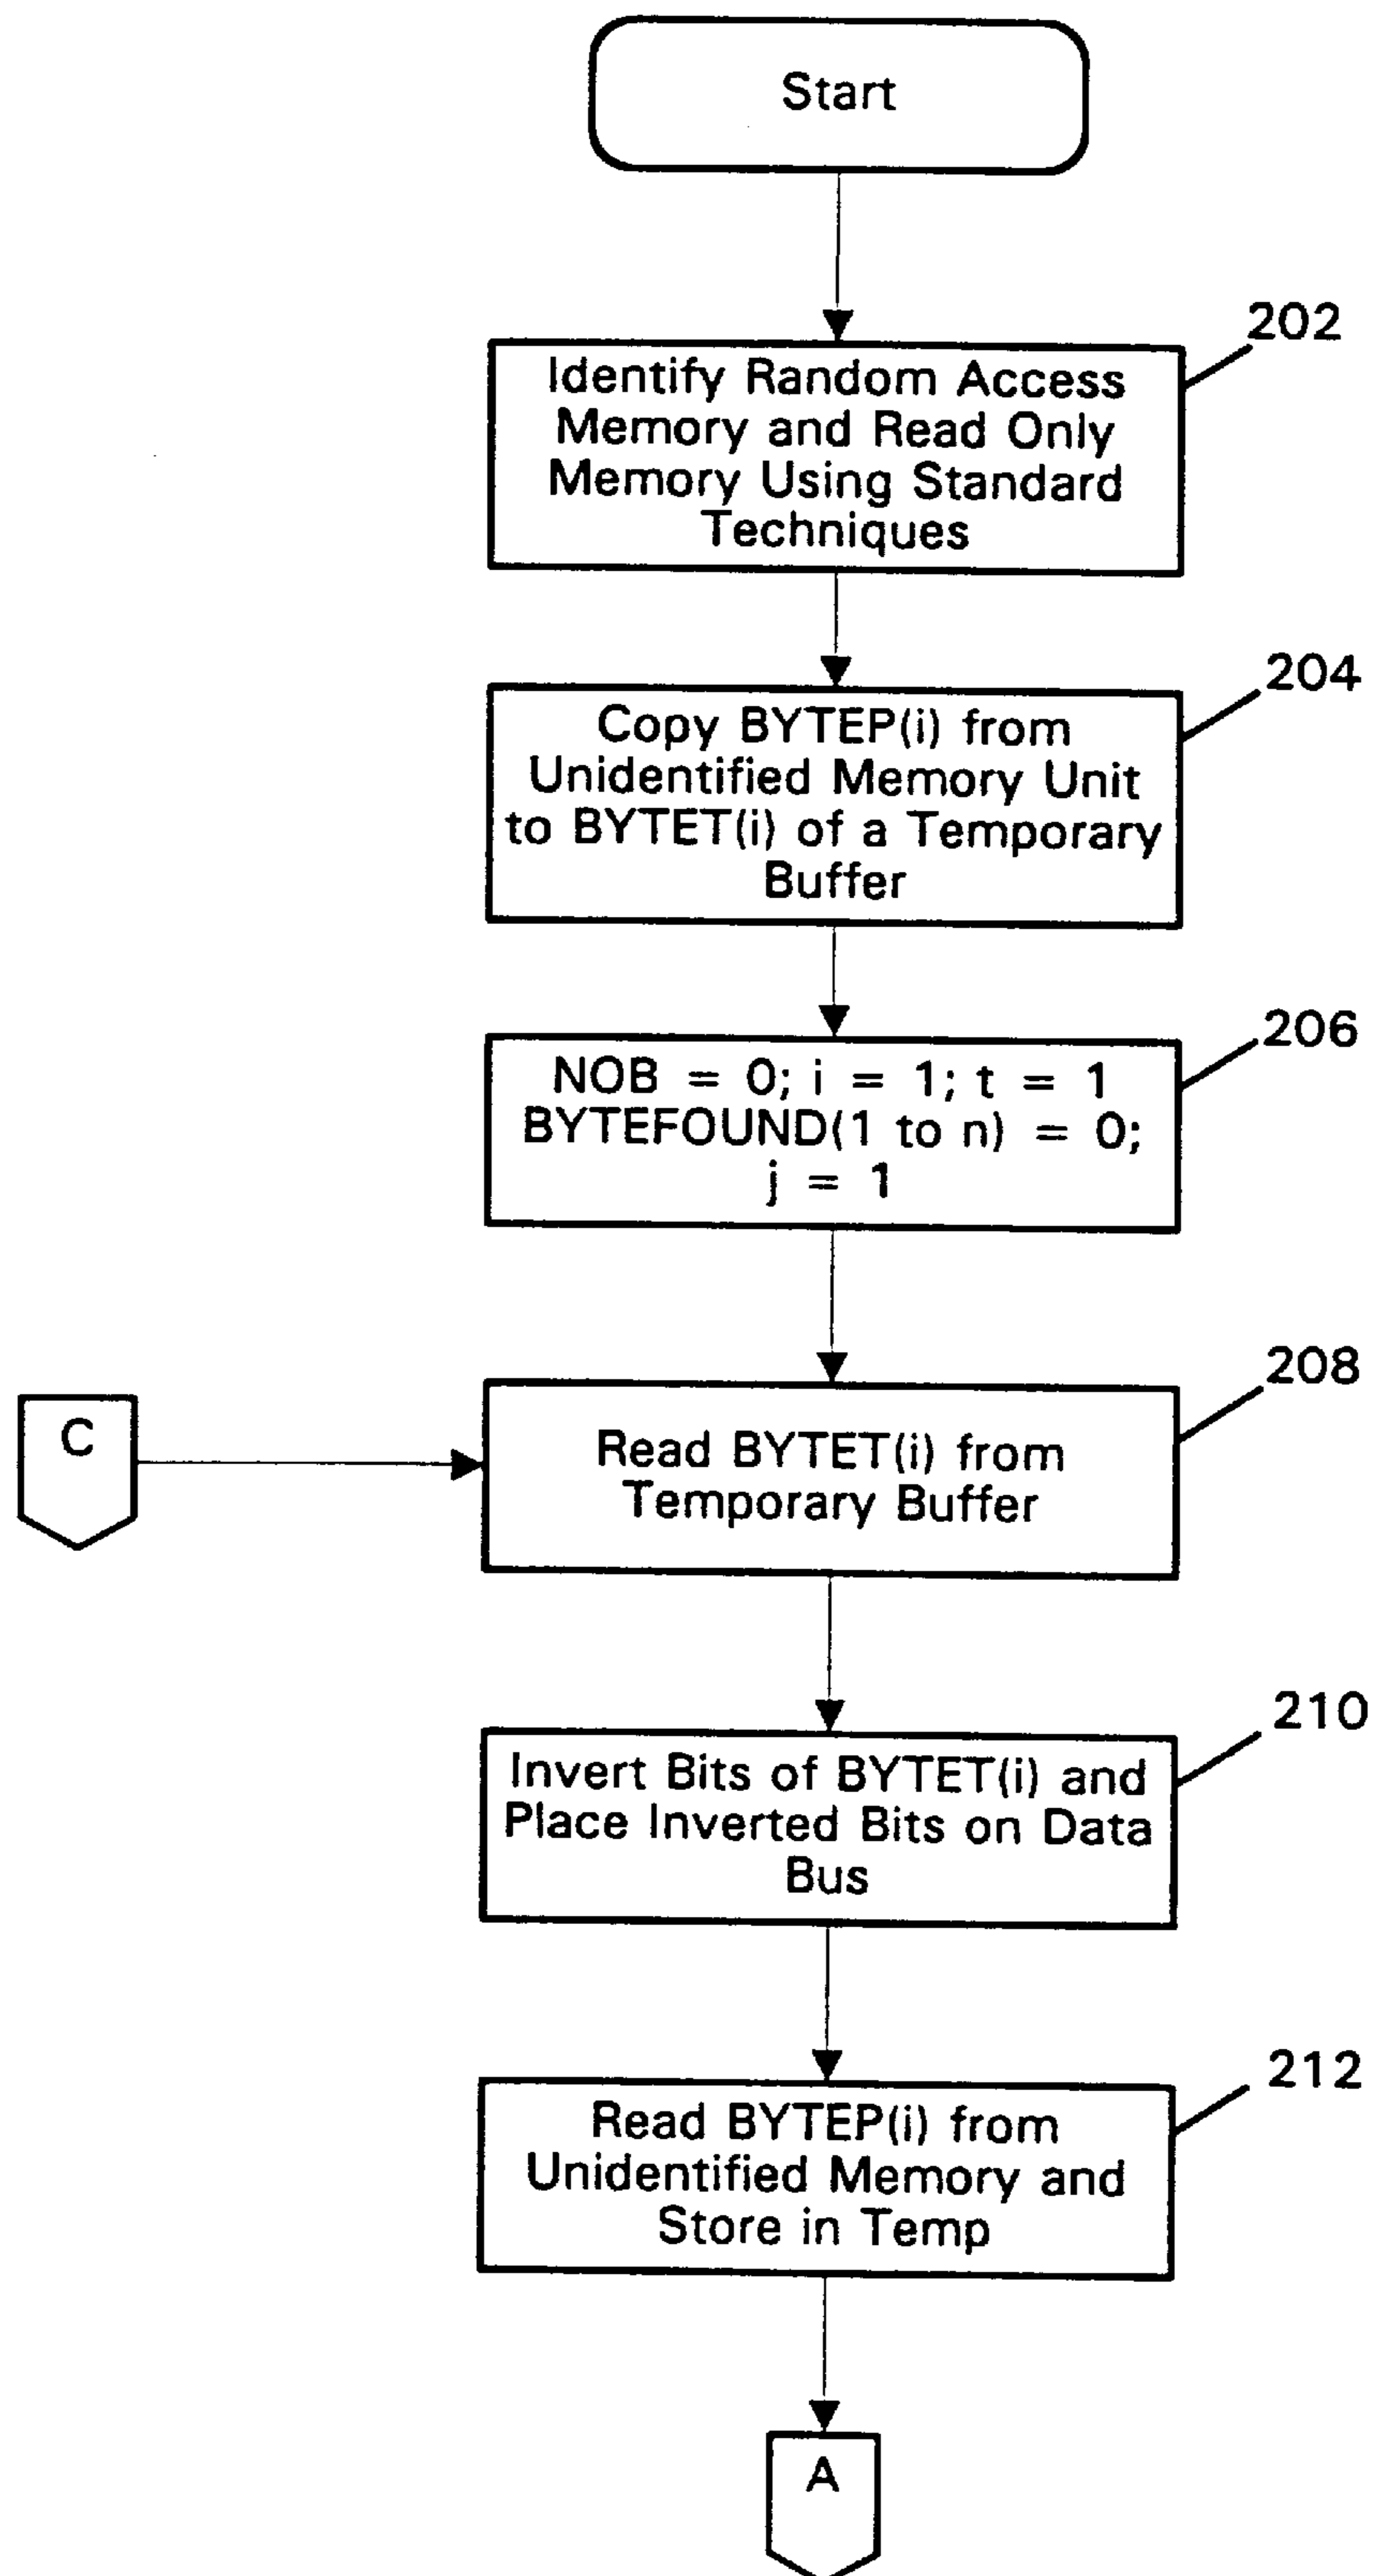 Start
202
Identify Random Access
Memory and Read Only
Memory Using Standard
Techniques
204
Copy BYTEP(i) from
Unidentified Memory Unit
to BYTET(i) of a Temporary
Buffer
206
NOB = 0; i = 1; t = 1
BYTEFOUND(1 to n) = 0;
j = 1
208
C
Read BYTET(i) from
Temporary Buffer
210
Invert Bits of BYTET(i) and
Place Inverted Bits on Data
Bus
212
Read BYTEP(i) from
Unidentified Memory and
Store in Temp
A